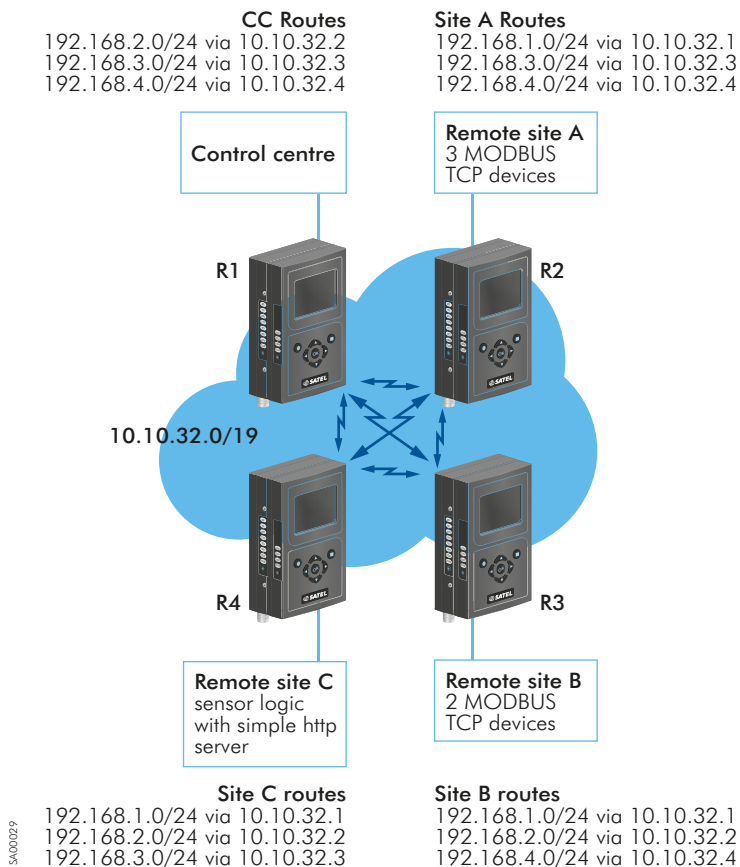 CC Routes
192.168.2.0/24 via 10.10.32.2
192.168.3.0/24 via 10.10.32.3
192.168.4.0/24 via 10.10.32.4
Site A Routes
192.168.1.0/24 via 10.10.32.1
192.168.3.0/24 via 10.10.32.3
192.168.4.0/24 via 10.10.32.4
Control centre
Remote site A
3 MODBUS
TCP devices
R1
R2
SATEL
SATEL
10.10.32.0/19
SATEL
SATEL
R4
R3
Remote site C
sensor logic
with simple http
server
Remote site B
2 MODBUS
TCP devices
Site C routes
192.168.1.0/24 via 10.10.32.1
192.168.2.0/24 via 10.10.32.2
192.168.3.0/24 via 10.10.32.3
Site B routes
192.168.1.0/24 via 10.10.32.1
192.168.2.0/24 via 10.10.32.2
192.168.4.0/24 via 10.10.32.4
SA00029